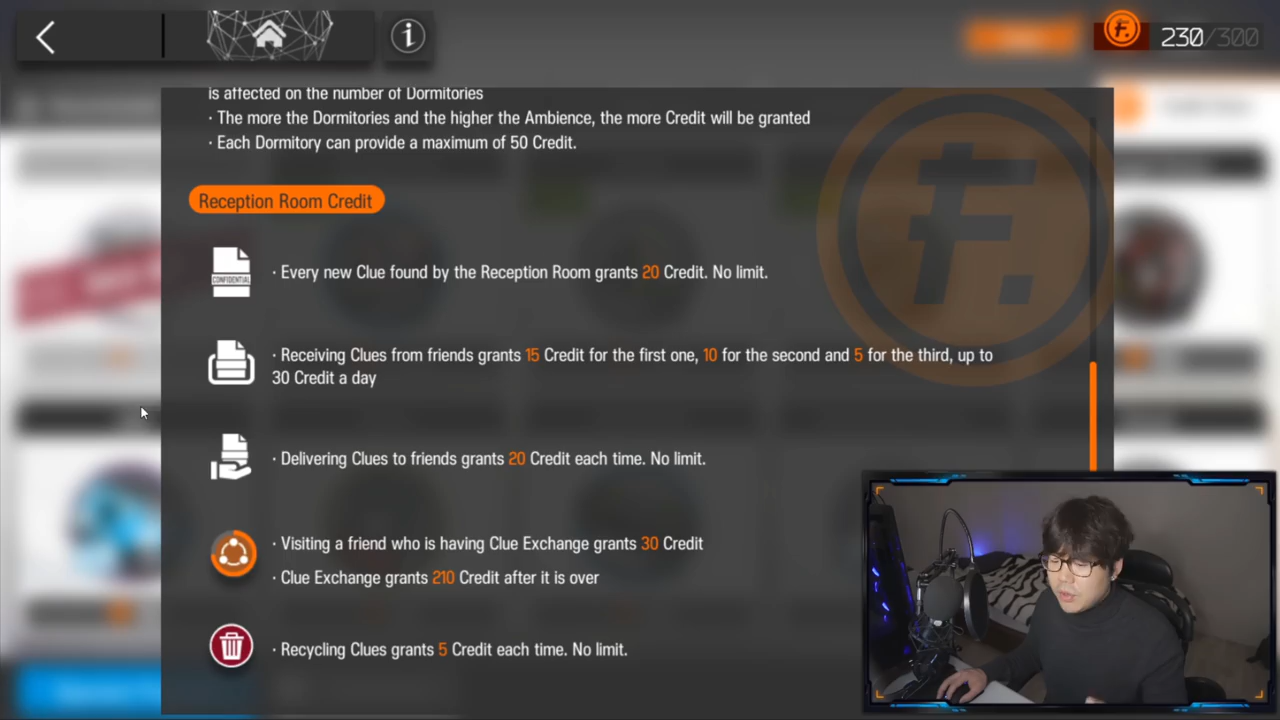 230/300
is affected on the number of Dormitories
· The more the Dormitories and the higher the Ambience, the more Credit will be granted
· Each Dormitory can provide a maximum of 50 Credit.
Reception Room Credit
CONFIDENTIAL
· Every new Clue found by the Reception Room grants 20 Credit. No limit.
· Receiving Clues from friends grants 15 Credit for the first one, 10 for the second and 5 for the third, up to
30 Credit a day
· Delivering Clues to friends grants 20 Credit each time. No limit.
· Visiting a friend who is having Clue Exchange grants 30 Credit
· Clue Exchange grants 210 Credit after it is over
· Recycling Clues grants 5 Credit each time. No limit.